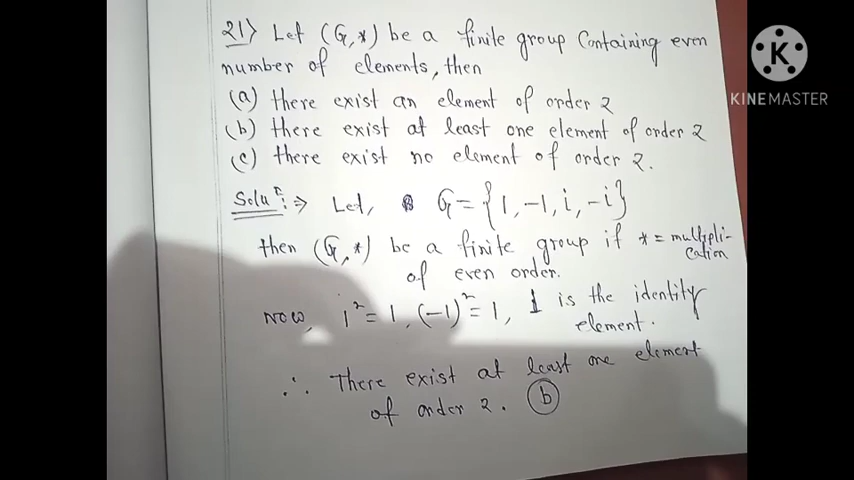 21> Let (G,*) be a finite group Containing even
number of elements, then
(a) there exist an element of order 2
(b) there exist at least one element of order 2
(c) there exist no element of order 2.
Soluⁿ:⇒ Let, G={1,-1,i,-i}
then (G,*) be a finite group if *=multipli-
cation
of even order.
Now, 1²=1, (-1)²=1, 1 is the identity
element.
∴ There exist at least one element
of order 2. (b)
KINEMASTER